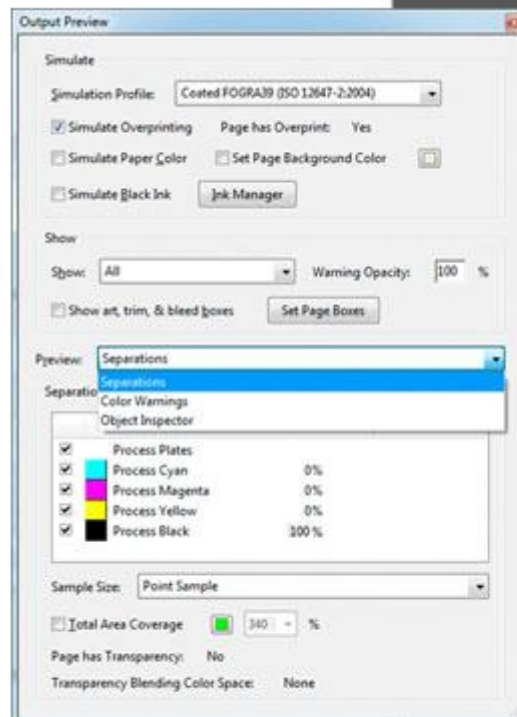 Output Preview
Simulate
Simulation Profile: Coated FOGRA39 (ISO 12647-2:2004)
Simulate Overprinting Page has Overprint: Yes
Simulate Paper Color Set Page Background Color
Simulate Black Ink Ink Manager
Show
Show: All Warning Opacity: 100 %
Show art, trim, & bleed boxes Set Page Boxes
Preview: Separations
Separations
Separatio
Color Warnings
Object Inspector
Process Plates
Process Cyan 0%
Process Magenta 0%
Process Yellow 0%
Process Black 100 %
Sample Size: Point Sample
Total Area Coverage 340 %
Page has Transparency: No
Transparency Blending Color Space: None